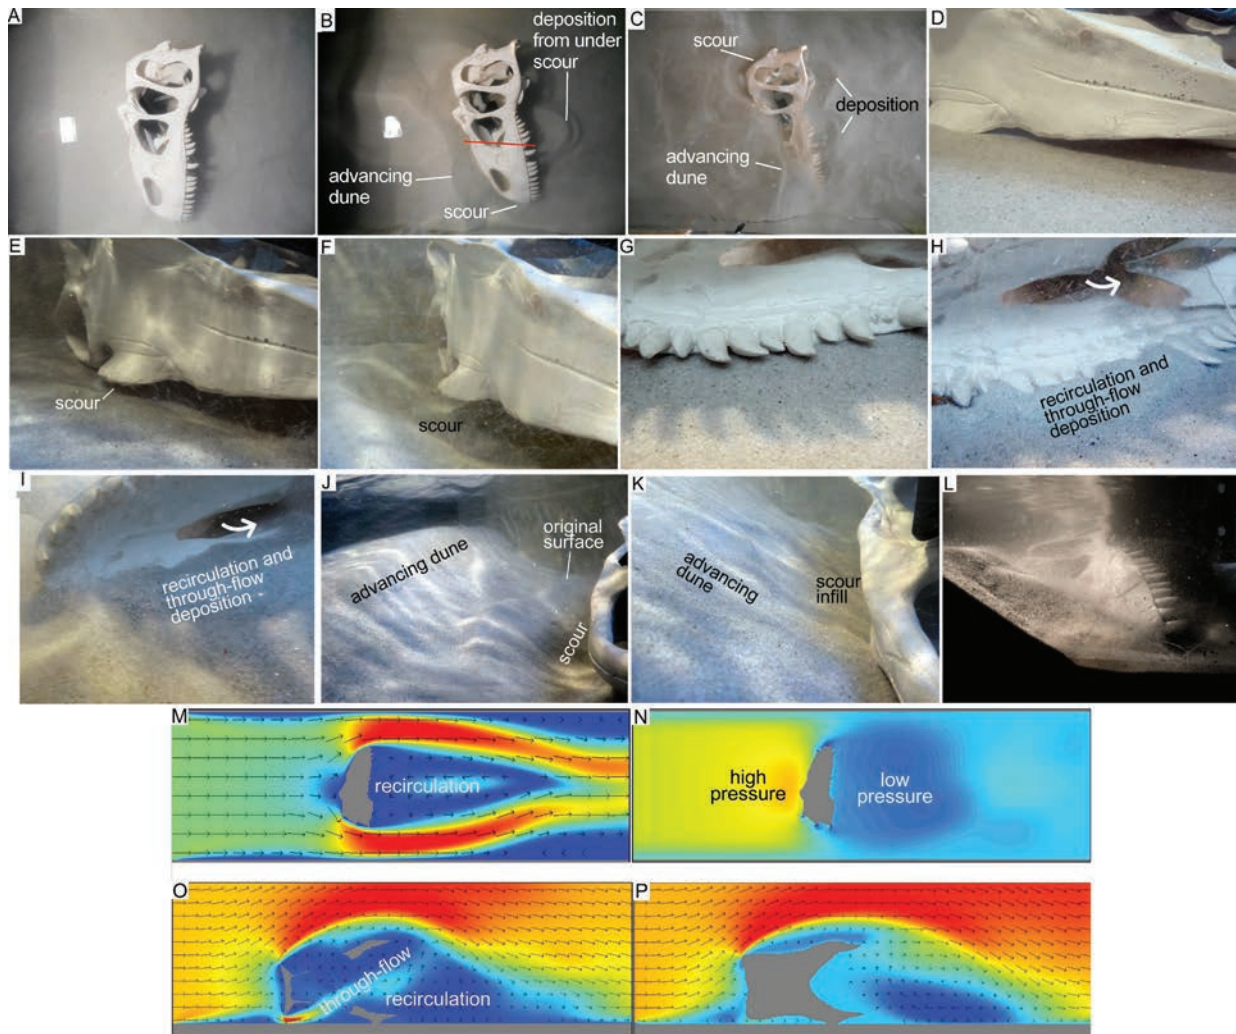 A
B
deposition
from under
scour
advancing
dune
scour
C
scour
deposition
advancing
dune
D
E
scour
F
scour
G
H
recirculation and
through-flow
deposition
I
recirculation and
through-flow
deposition
J
advancing dune
original
surface
scour
K
advancing
dune
scour
infill
L
M
recirculation
N
high
pressure
low
pressure
O
through-flow
recirculation
P